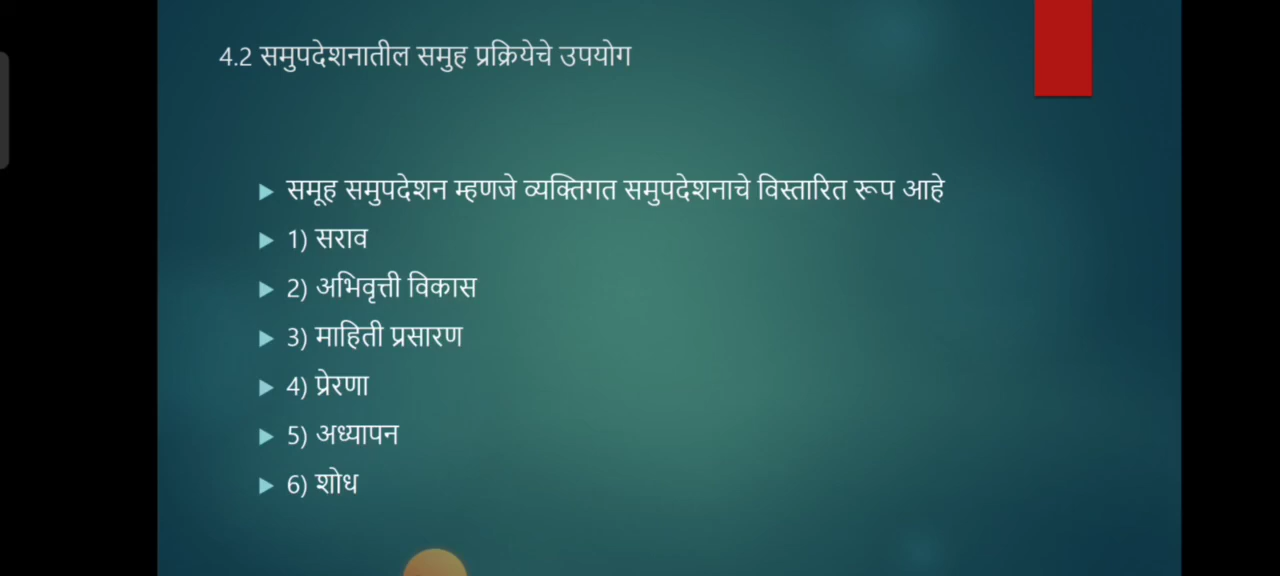 4.2 समुपदेशनातील समुह प्रक्रियेचे उपयोग
समूह समुपदेशन म्हणजे व्यक्तिगत समुपदेशनाचे विस्तारित रूप आहे
1) सराव
2) अभिवृत्ती विकास
3) माहिती प्रसारण
4) प्रेरणा
5) अध्यापन
6) शोध